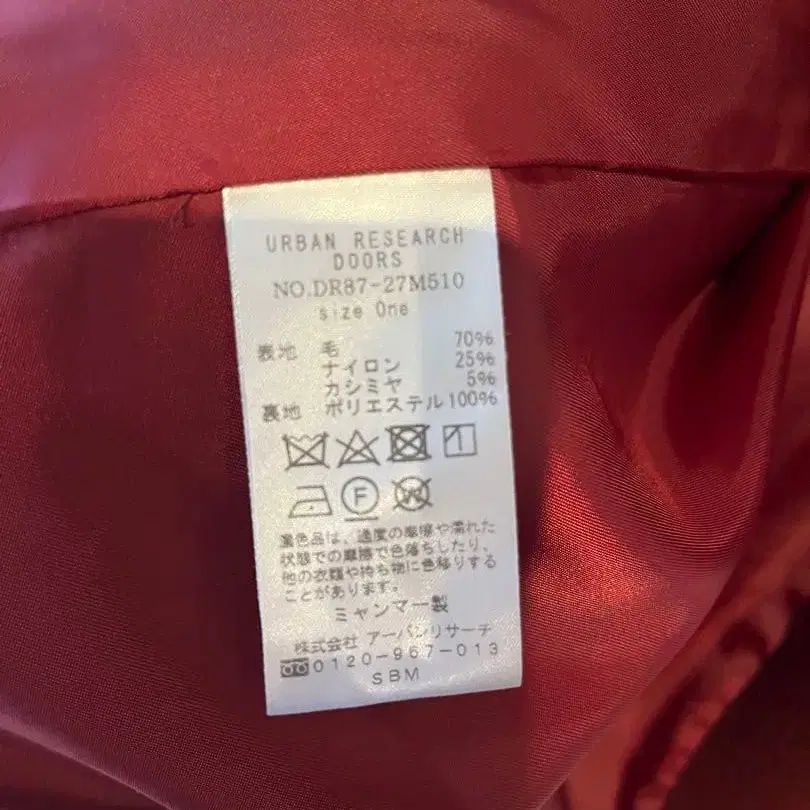 URBAN RESEARCH
DOORS
NO.DR87-27M510
size One
表地 毛 70%
ナイロン 25%
カシミヤ 5%
裏地 ポリエステル 100%
F
W
濃色品は、過度の摩擦や濡れた
状態での摩擦で色落ちしたり、
他の衣類や持ち物に色移りする
ことがあります。
ミャンマー製
株式会社 アーバンリサーチ
0120-967-013
SBM